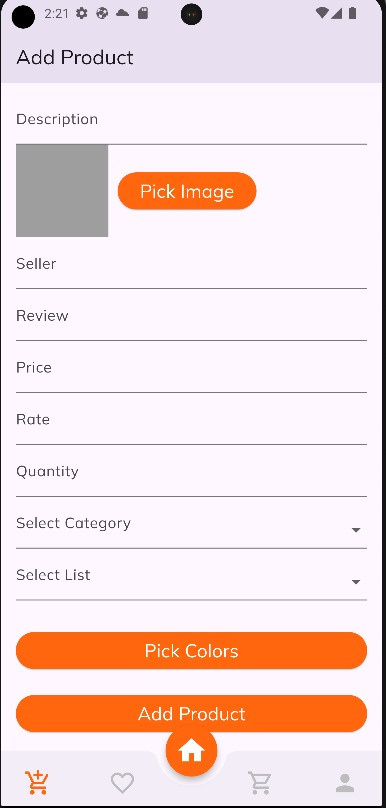 2:21
Add Product
Description
Pick Image
Seller
Review
Price
Rate
Quantity
Select Category
Select List
Pick Colors
Add Product